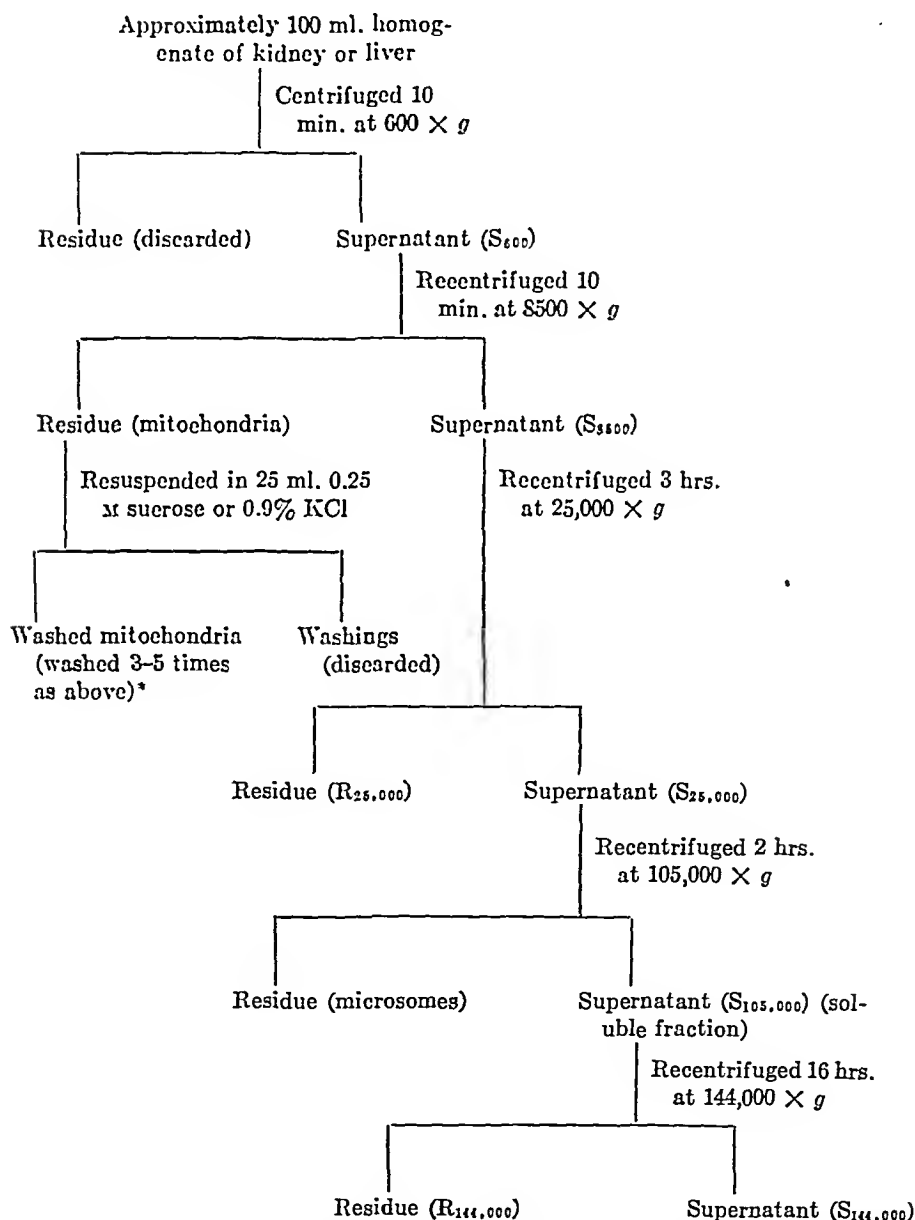 Approximately 100 ml. homog-
enate of kidney or liver
Centrifuged 10
min. at 600 × g
Residue (discarded)
Supernatant (S₆₀₀)
Recentrifuged 10
min. at 8500 × g
Residue (mitochondria)
Supernatant (S₈₅₀₀)
Resuspended in 25 ml. 0.25
M sucrose or 0.9% KCl
Recentrifuged 3 hrs.
at 25,000 × g
Washed mitochondria
(washed 3-5 times
as above)*
Washings
(discarded)
Residue (R₂₅,₀₀₀)
Supernatant (S₂₅,₀₀₀)
Recentrifuged 2 hrs.
at 105,000 × g
Residue (microsomes)
Supernatant (S₁₀₅,₀₀₀) (sol-
uble fraction)
Recentrifuged 16 hrs.
at 144,000 × g
Residue (R₁₄₄,₀₀₀)
Supernatant (S₁₄₄,₀₀₀)